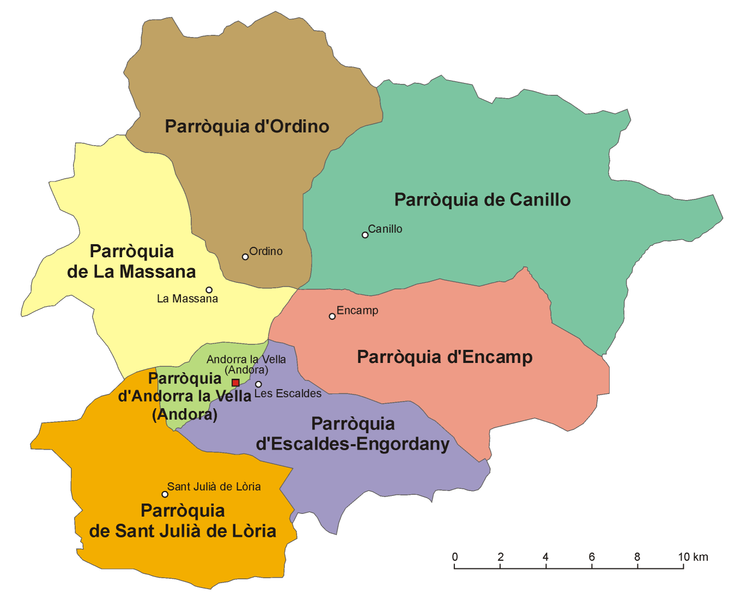 Parròquia d'Ordino
Parròquia de Canillo
Canillo
Ordino
Parròquia
de La Massana
La Massana
Encamp
Parròquia d'Encamp
Andorra la Vella
(Andora)
Parròquia
d'Andorra la Vella
(Andora)
Les Escaldes
Parròquia
d'Escaldes-Engordany
Sant Julià de Lòria
Parròquia
de Sant Julià de Lòria
0 2 4 6 8 10 km